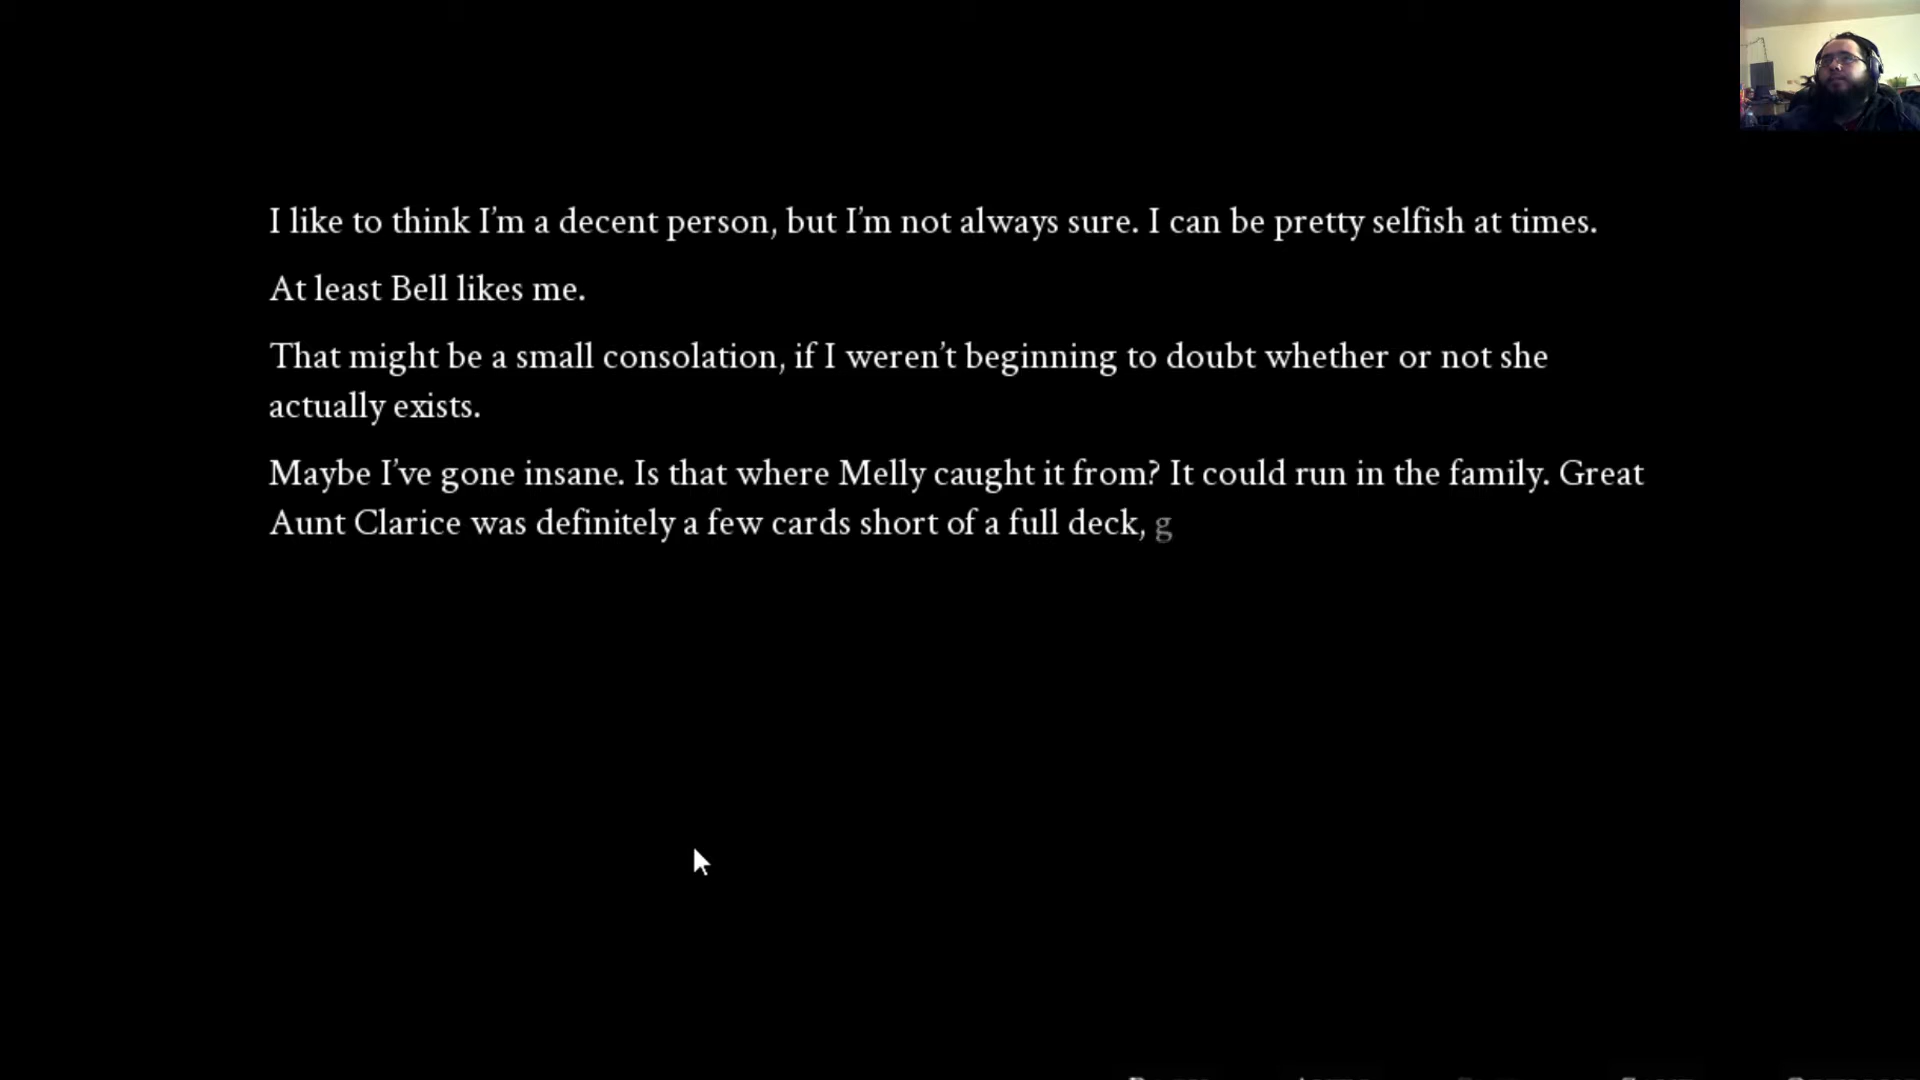 I like to think I’m a decent person, but I’m not always sure. I can be pretty selfish at times.
At least Bell likes me.
That might be a small consolation, if I weren’t beginning to doubt whether or not she
actually exists.
Maybe I’ve gone insane. Is that where Melly caught it from? It could run in the family. Great
Aunt Clarice was definitely a few cards short of a full deck, g